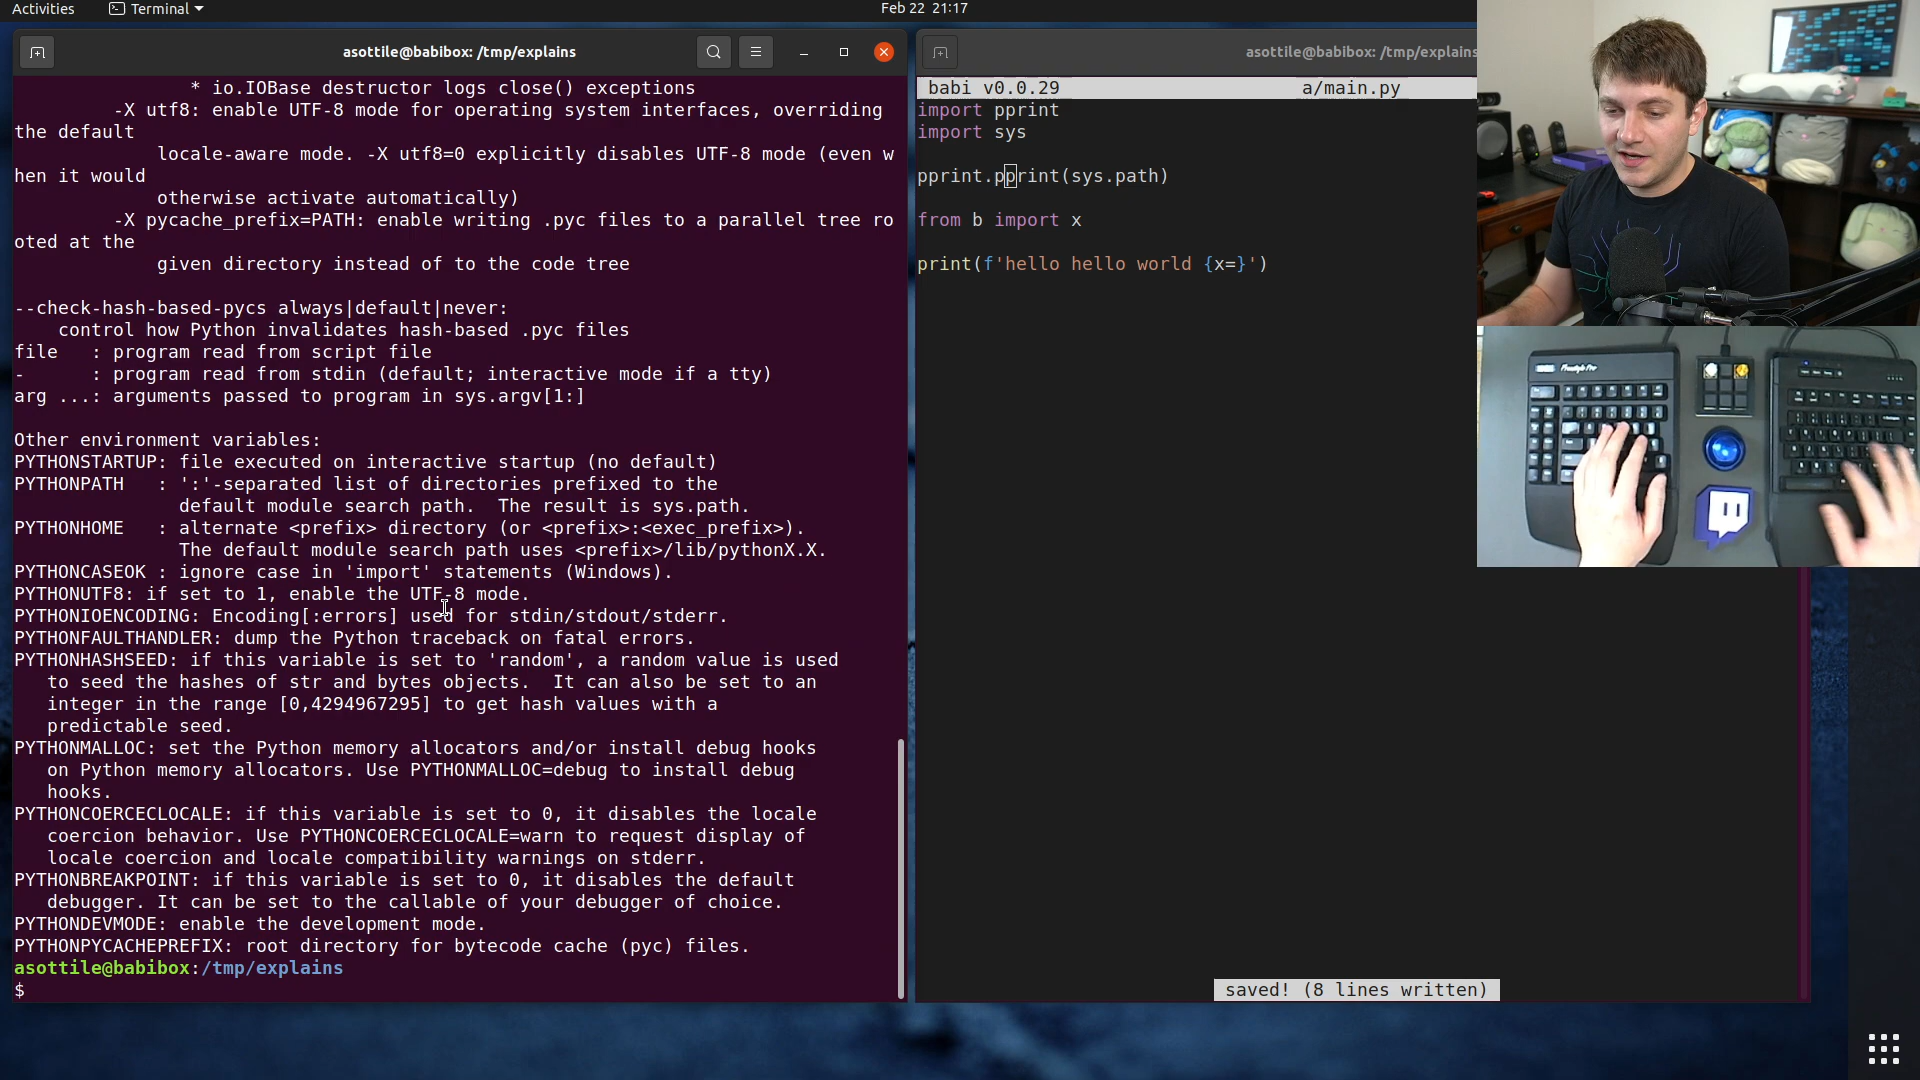 Activities
Terminal
Feb 22 21:17
asottile@babibox: /tmp/explains
* io.IOBase destructor logs close() exceptions
-X utf8: enable UTF-8 mode for operating system interfaces, overriding
the default
locale-aware mode. -X utf8=0 explicitly disables UTF-8 mode (even w
hen it would
otherwise activate automatically)
-X pycache_prefix=PATH: enable writing .pyc files to a parallel tree ro
oted at the
given directory instead of to the code tree
--check-hash-based-pycs always|default|never:
control how Python invalidates hash-based .pyc files
file   : program read from script file
-      : program read from stdin (default; interactive mode if a tty)
arg ...: arguments passed to program in sys.argv[1:]
Other environment variables:
PYTHONSTARTUP: file executed on interactive startup (no default)
PYTHONPATH   : ':'-separated list of directories prefixed to the
default module search path.  The result is sys.path.
PYTHONHOME   : alternate <prefix> directory (or <prefix>:<exec_prefix>).
The default module search path uses <prefix>/lib/pythonX.X.
PYTHONCASEOK : ignore case in 'import' statements (Windows).
PYTHONUTF8: if set to 1, enable the UTF-8 mode.
PYTHONIOENCODING: Encoding[:errors] used for stdin/stdout/stderr.
PYTHONFAULTHANDLER: dump the Python traceback on fatal errors.
PYTHONHASHSEED: if this variable is set to 'random', a random value is used
to seed the hashes of str and bytes objects.  It can also be set to an
integer in the range [0,4294967295] to get hash values with a
predictable seed.
PYTHONMALLOC: set the Python memory allocators and/or install debug hooks
on Python memory allocators. Use PYTHONMALLOC=debug to install debug
hooks.
PYTHONCOERCECLOCALE: if this variable is set to 0, it disables the locale
coercion behavior. Use PYTHONCOERCECLOCALE=warn to request display of
locale coercion and locale compatibility warnings on stderr.
PYTHONBREAKPOINT: if this variable is set to 0, it disables the default
debugger. It can be set to the callable of your debugger of choice.
PYTHONDEVMODE: enable the development mode.
PYTHONPYCACHEPREFIX: root directory for bytecode cache (pyc) files.
asottile@babibox:/tmp/explains
$
asottile@babibox: /tmp/explains
babi v0.0.29 a/main.py
import pprint
import sys
pprint.pprint(sys.path)
from b import x
print(f'hello hello world {x=}')
saved! (8 lines written)
Freestyle Pro